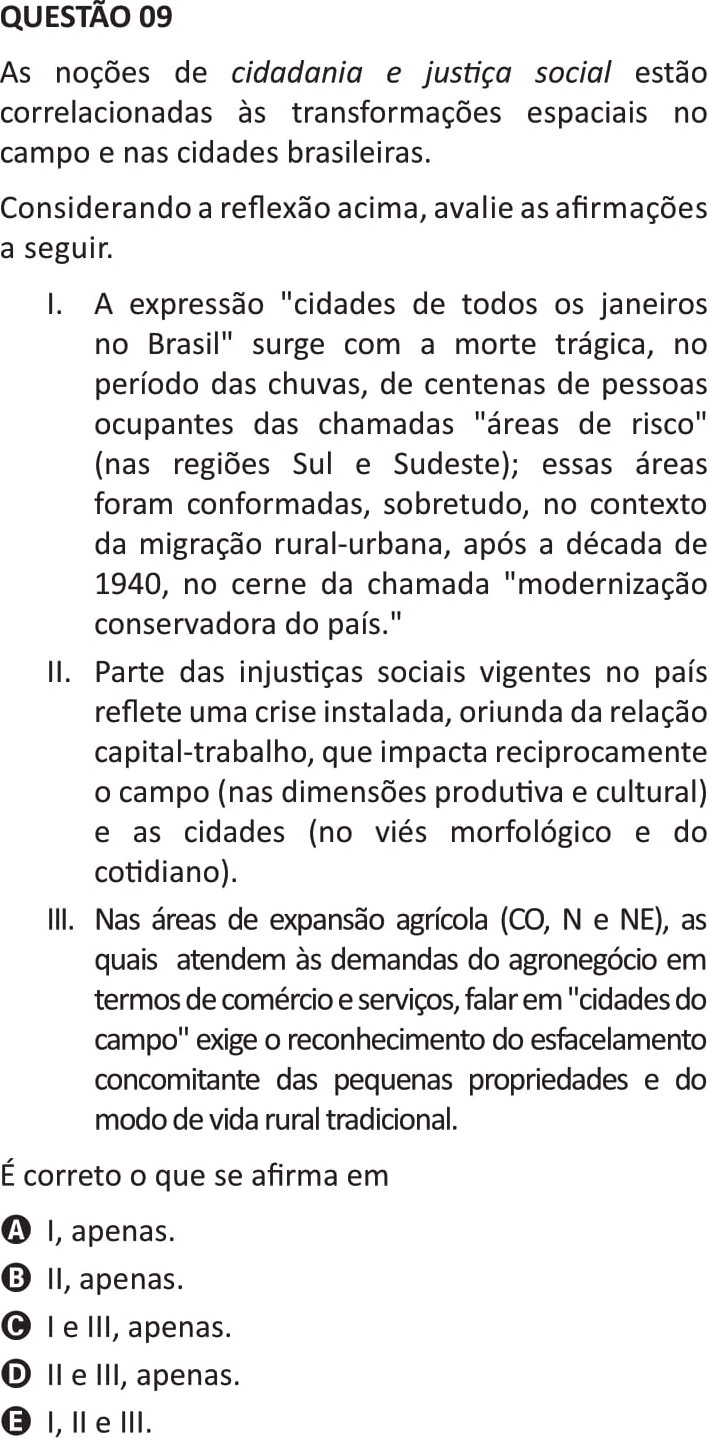 QUESTÃO 09
As noções de cidadania e justiça social estão
correlacionadas às transformações espaciais no
campo e nas cidades brasileiras.
Considerando a reflexão acima, avalie as afirmações
a seguir.
I. A expressão "cidades de todos os janeiros
no Brasil" surge com a morte trágica, no
período das chuvas, de centenas de pessoas
ocupantes das chamadas "áreas de risco"
(nas regiões Sul e Sudeste); essas áreas
foram conformadas, sobretudo, no contexto
da migração rural-urbana, após a década de
1940, no cerne da chamada "modernização
conservadora do país."
II. Parte das injustiças sociais vigentes no país
reflete uma crise instalada, oriunda da relação
capital-trabalho, que impacta reciprocamente
o campo (nas dimensões produtiva e cultural)
e as cidades (no viés morfológico e do
cotidiano).
III. Nas áreas de expansão agrícola (CO, N e NE), as
quais atendem às demandas do agronegócio em
termos de comércio e serviços, falar em "cidades do
campo" exige o reconhecimento do esfacelamento
concomitante das pequenas propriedades e do
modo de vida rural tradicional.
É correto o que se afirma em
A I, apenas.
B II, apenas.
C I e III, apenas.
D II e III, apenas.
E I, II e III.